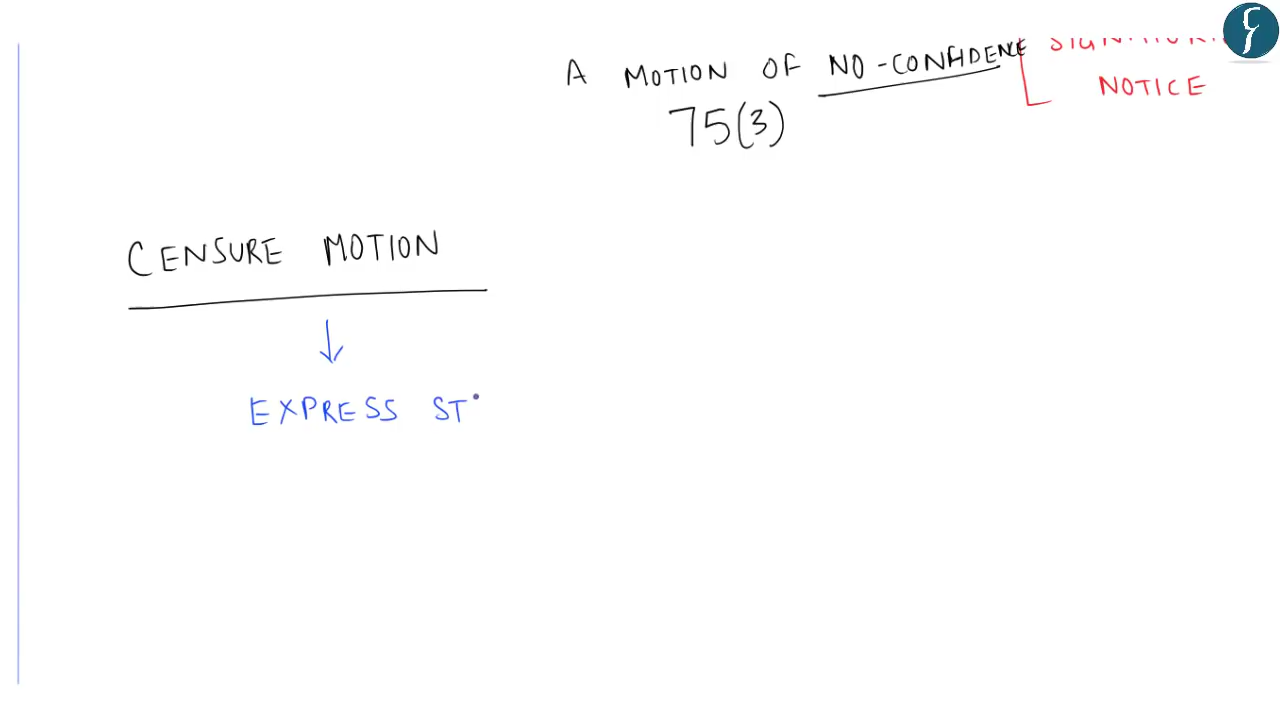 A MOTION OF NO-CONFIDENCE
NOTICE
75(3)
CENSURE MOTION
EXPRESS ST